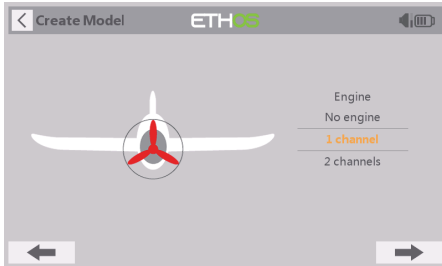 Create Model
ETHOS
Engine
No engine
1 channel
2 channels